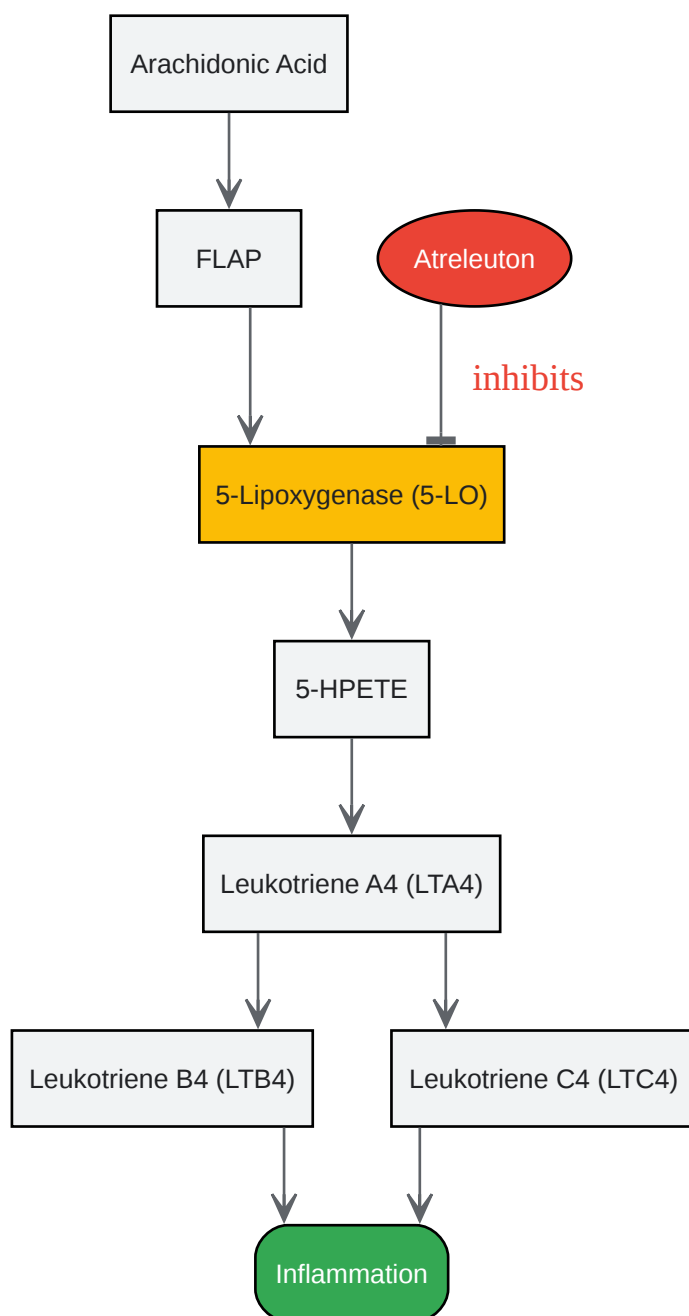 Arachidonic Acid
FLAP
Atreleuton
inhibits
5-Lipoxygenase (5-LO)
5-HPETE
Leukotriene A4 (LTA4)
Leukotriene B4 (LTB4)
Leukotriene C4 (LTC4)
Inflammation